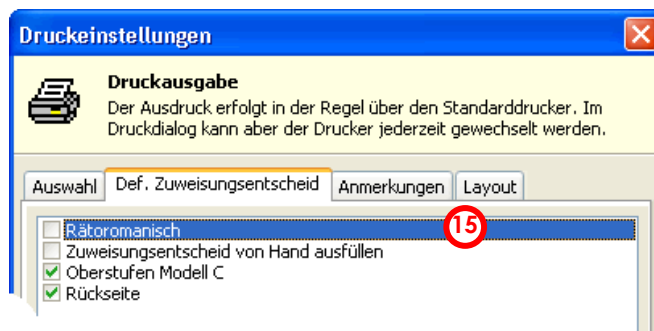 Druckeinstellungen
Druckausgabe
Der Ausdruck erfolgt in der Regel über den Standarddrucker. Im
Druckdialog kann aber der Drucker jederzeit gewechselt werden.
Auswahl Def. Zuweisungsentscheid Anmerkungen Layout
Rätoromanisch 15
Zuweisungsentscheid von Hand ausfüllen
Oberstufen Modell C
Rückseite